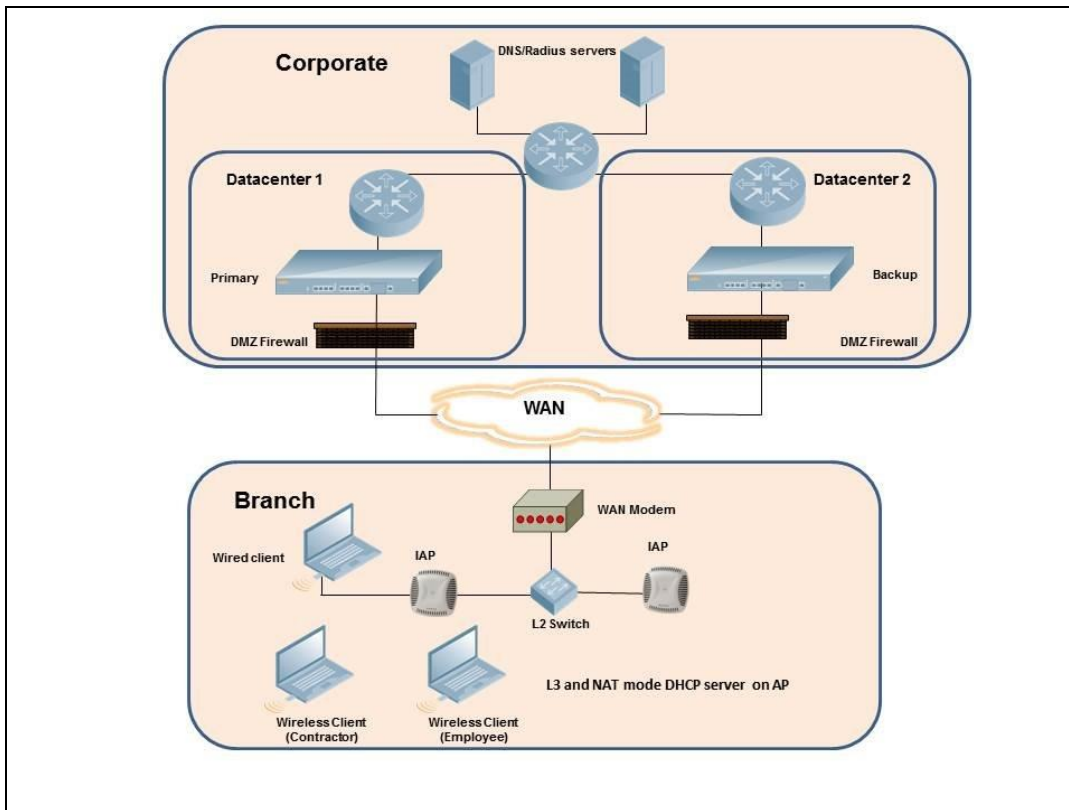 DNS/Radius servers
Corporate
Datacenter 1
Datacenter 2
Primary
Backup
DMZ Firewall
DMZ Firewall
WAN
Branch
WAN Modem
Wired client
IAP
IAP
L2 Switch
L3 and NAT mode DHCP server on AP
Wireless Client
(Contractor)
Wireless Client
(Employee)